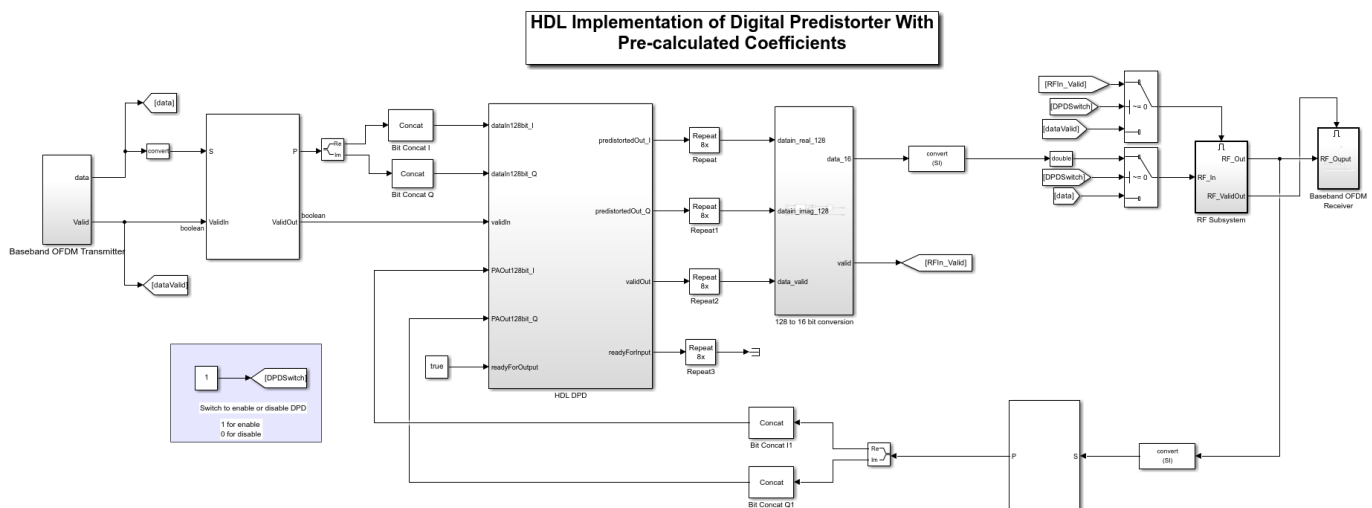 HDL Implementation of Digital Predistorter With
Pre-calculated Coefficients
[data]
convert
data
Valid
Baseband OFDM Transmitter
boolean
[dataValid]
S
P
ValidIn
ValidOut
boolean
Re
Im
Concat
Bit Concat I
Concat
Bit Concat Q
dataIn128bit_I
dataIn128bit_Q
validIn
PAOut128bit_I
PAOut128bit_Q
readyForOutput
predistortedOut_I
predistortedOut_Q
validOut
readyForInput
HDL DPD
true
Repeat
8x
Repeat
Repeat
8x
Repeat1
Repeat
8x
Repeat2
Repeat
8x
Repeat3
datain_real_128
datain_imag_128
data_valid
data_16
valid
128 to 16 bit conversion
[RFIn_Valid]
convert
(SI)
[RFIn_Valid]
[DPDSwitch]
[dataValid]
~= 0
double
[DPDSwitch]
[data]
~= 0
RF_In
RF_Out
RF_ValidOut
RF Subsystem
RF_Ouput
Baseband OFDM
Receiver
1
[DPDSwitch]
Switch to enable or disable DPD
1 for enable
0 for disable
Concat
Bit Concat I1
Concat
Bit Concat Q1
Re
Im
P
S
convert
(SI)